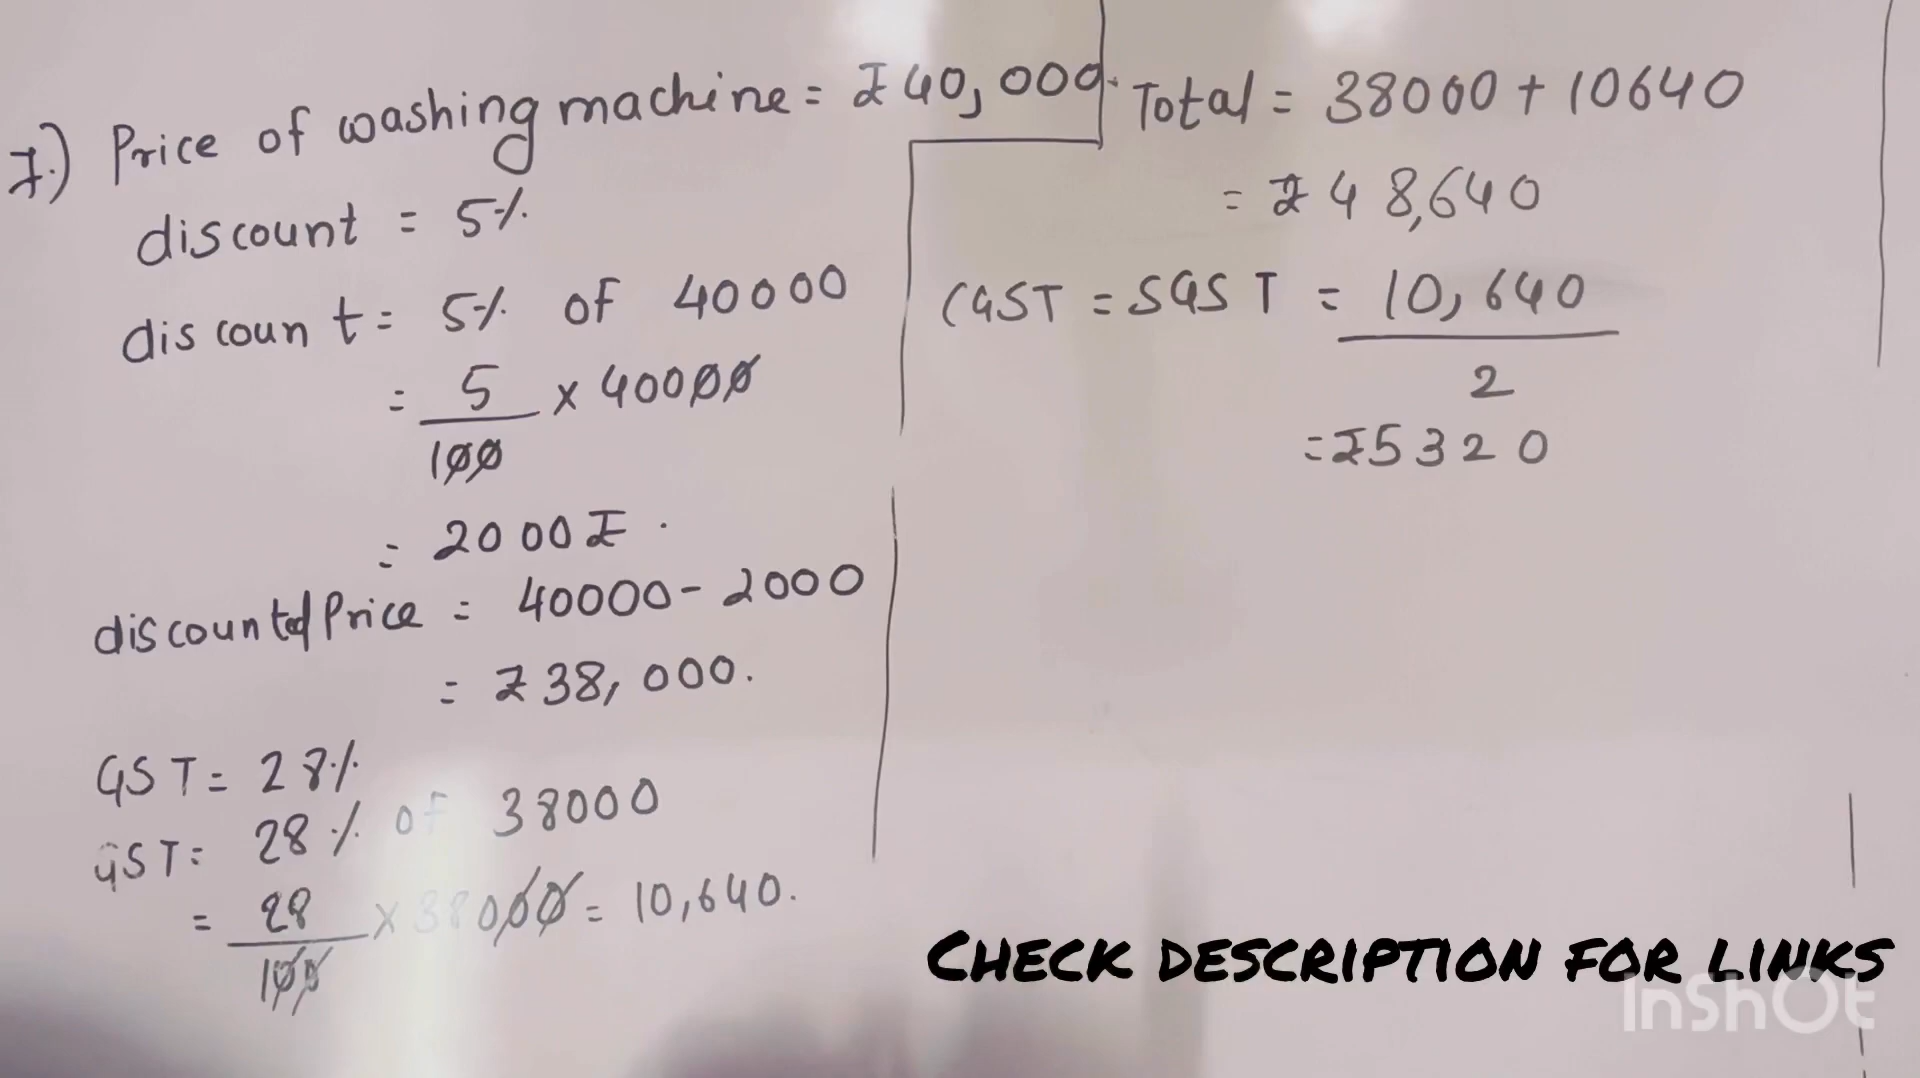 7.) Price of washing machine = ₹ 40,000.
discount = 5%
discount = 5% of 40000
= 5/100 × 40000
= 2000₹.
discounted Price = 40000 - 2000
= ₹ 38,000.
GST = 28%
GST = 28% of 38000
= 28/100 × 38000 = 10,640.
Total = 38000 + 10640
= ₹ 48,640
CGST = SGST = 10,640/2
= ₹5320
CHECK DESCRIPTION FOR LINKS
InShOt